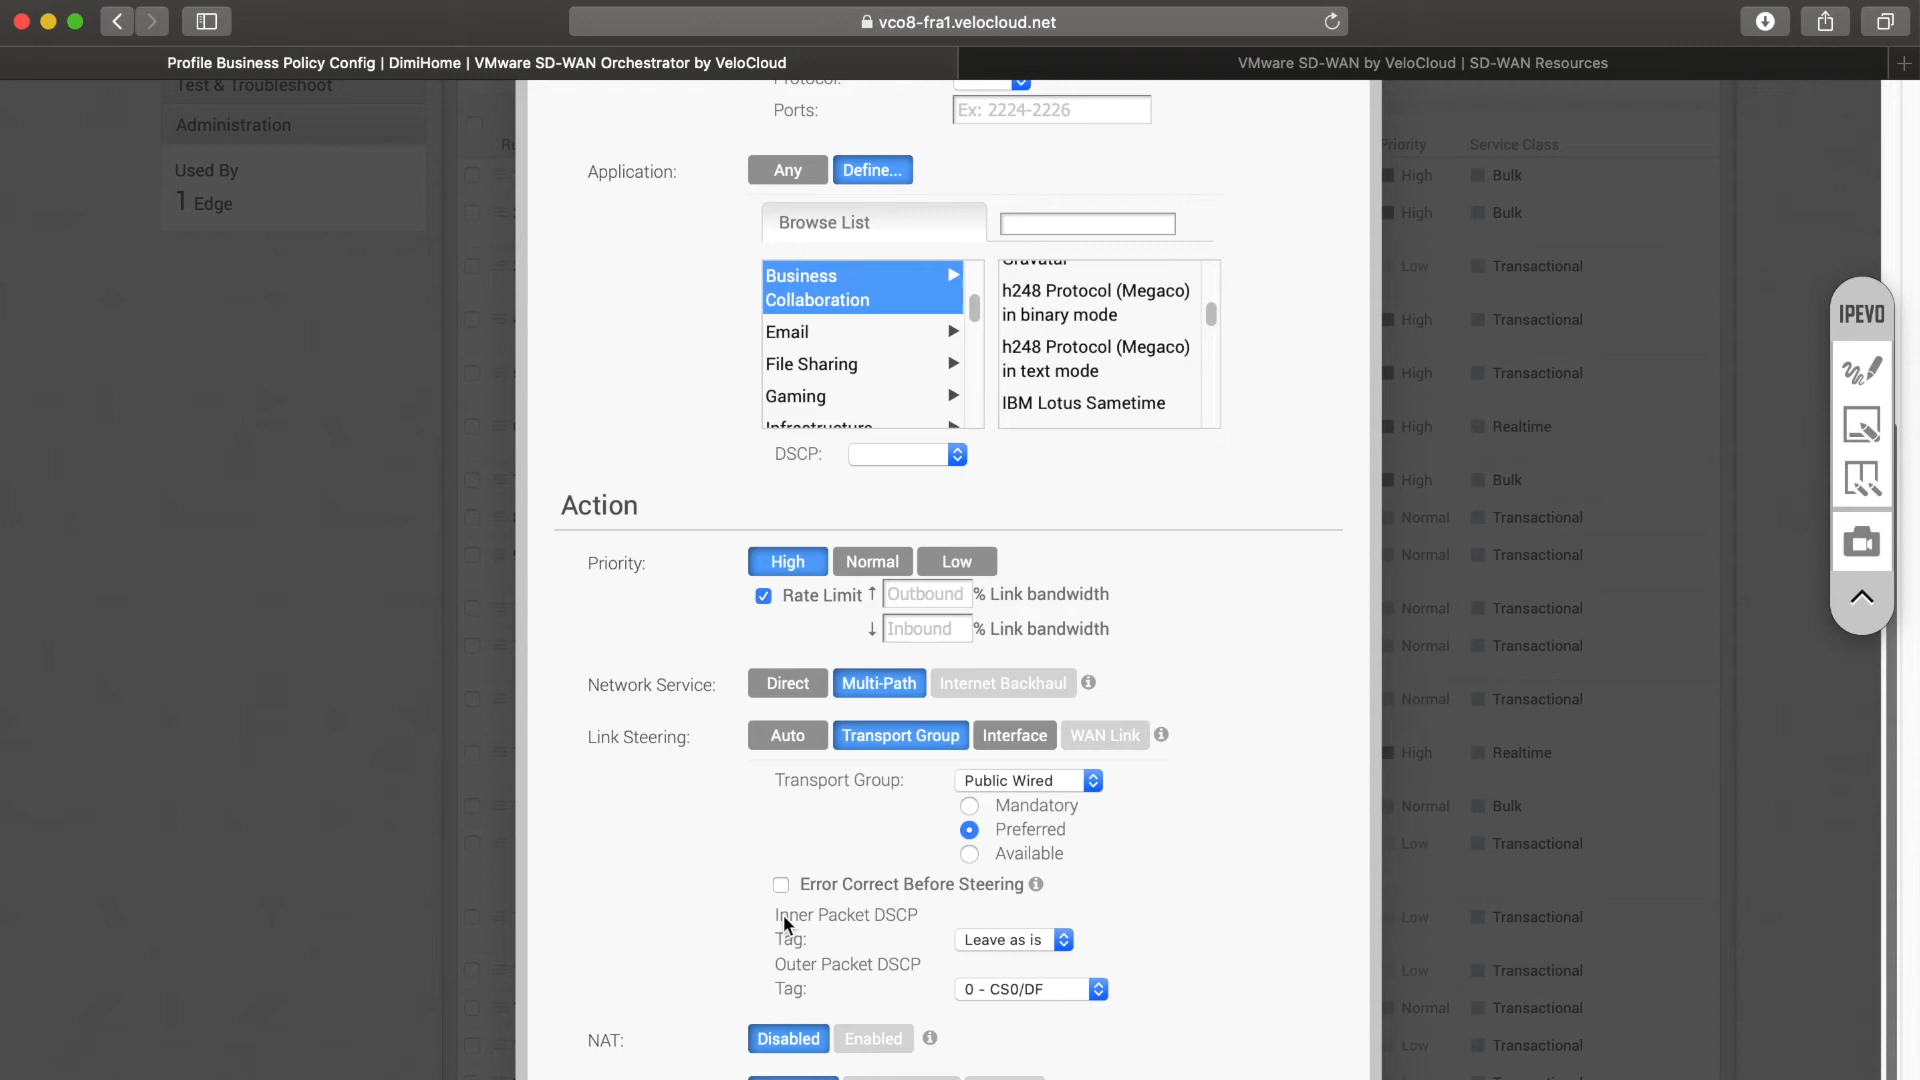 vco8-fra1.velocloud.net
Profile Business Policy Config | DimiHome | VMware SD-WAN Orchestrator by VeloCloud
VMware SD-WAN by VeloCloud | SD-WAN Resources
Test & Troubleshoot
Administration
Used By
1 Edge
Protocol:
Ports:
Ex: 2224-2226
Application:
Any
Define...
Browse List
Business
Collaboration
Email
File Sharing
Gaming
Infrastructure
Gravatar
h248 Protocol (Megaco)
in binary mode
h248 Protocol (Megaco)
in text mode
IBM Lotus Sametime
DSCP:
Action
Priority:
High
Normal
Low
Rate Limit ↑ Outbound % Link bandwidth
↓ Inbound % Link bandwidth
Network Service:
Direct
Multi-Path
Internet Backhaul
Link Steering:
Auto
Transport Group
Interface
WAN Link
Transport Group:
Public Wired
Mandatory
Preferred
Available
Error Correct Before Steering
Inner Packet DSCP
Tag:
Leave as is
Outer Packet DSCP
Tag:
0 - CS0/DF
NAT:
Disabled
Enabled
Priority Service Class
High Bulk
High Bulk
Low Transactional
High Transactional
High Transactional
High Realtime
High Bulk
Normal Transactional
Normal Transactional
Normal Transactional
Normal Transactional
Normal Transactional
High Realtime
Normal Bulk
Low Transactional
Low Transactional
Low Transactional
Normal Transactional
Low Transactional
IPEVO